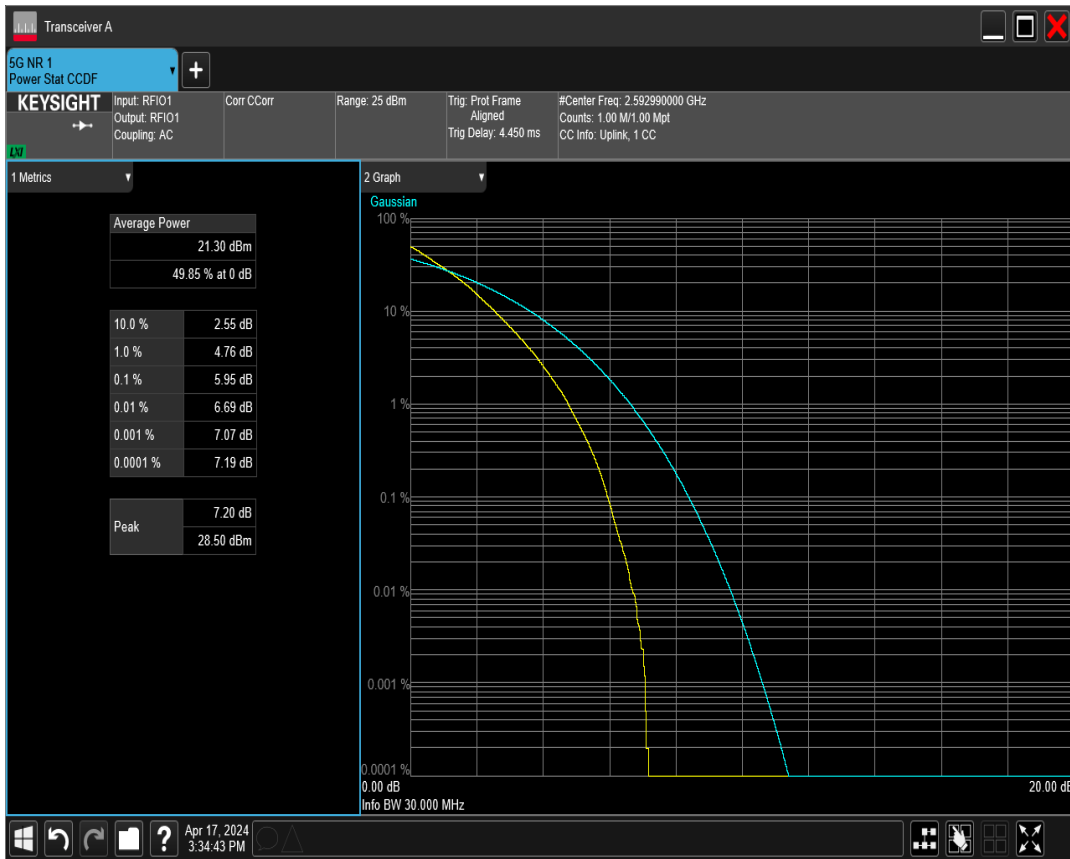 Transceiver A
5G NR 1
Power Stat CCDF
+
KEYSIGHT
LXI
Input: RFIO1
Output: RFIO1
Coupling: AC
Corr CCorr
Range: 25 dBm
Trig: Prot Frame
Aligned
Trig Delay: 4.450 ms
#Center Freq: 2.592990000 GHz
Counts: 1.00 M/1.00 Mpt
CC Info: Uplink, 1 CC
1 Metrics
Average Power
21.30 dBm
49.85 % at 0 dB
10.0 % 2.55 dB
1.0 % 4.76 dB
0.1 % 5.95 dB
0.01 % 6.69 dB
0.001 % 7.07 dB
0.0001 % 7.19 dB
Peak 7.20 dB
28.50 dBm
2 Graph
Gaussian
100 %
10 %
1 %
0.1 %
0.01 %
0.001 %
0.0001 %
0.00 dB 20.00 dB
Info BW 30.000 MHz
? Apr 17, 2024
3:34:43 PM